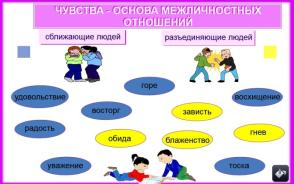 ЧУВСТВА - ОСНОВА МЕЖЛИЧНОСТНЫХ
ОТНОШЕНИЙ
сближающие людей
разъединяющие людей
горе
удовольствие
восхищение
восторг
зависть
радость
гнев
обида
блаженство
уважение
тоска